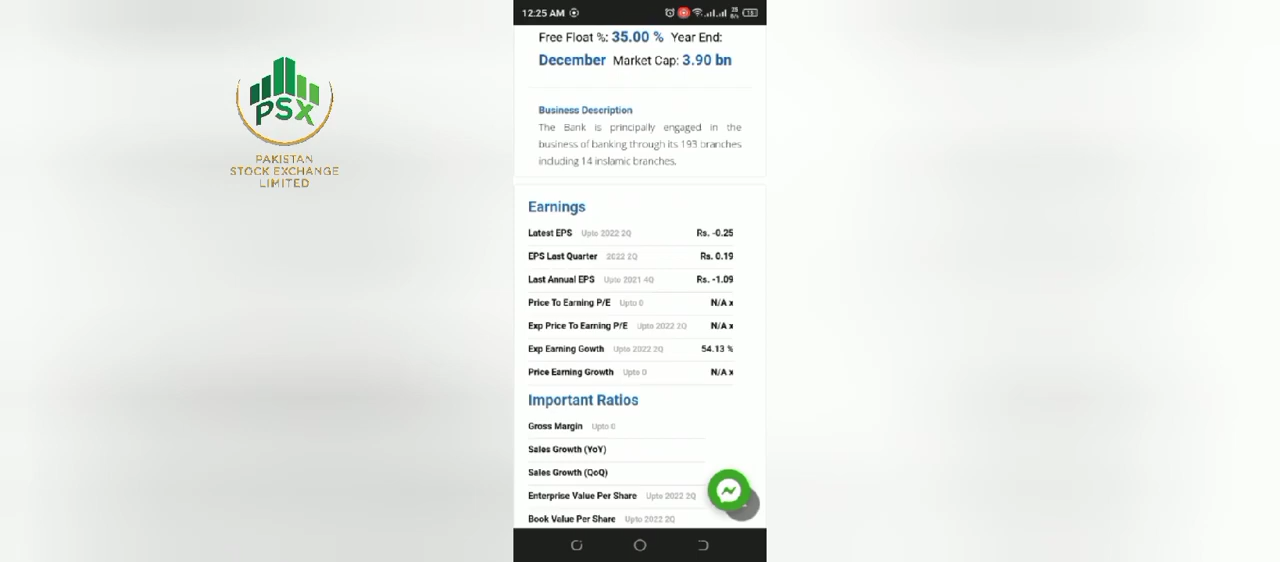 PSX
PAKISTAN
STOCK EXCHANGE
LIMITED
12:25 AM
Free Float %: 35.00 % Year End:
December Market Cap: 3.90 bn
Business Description
The Bank is principally engaged in the
business of banking through its 193 branches
including 14 inslamic branches.
Earnings
Latest EPS Upto 2022 2Q Rs. -0.25
EPS Last Quarter 2022 2Q Rs. 0.19
Last Annual EPS Upto 2021 4Q Rs. -1.09
Price To Earning P/E Upto 0 N/A x
Exp Price To Earning P/E Upto 2022 2Q N/A x
Exp Earning Gowth Upto 2022 2Q 54.13 %
Price Earning Growth Upto 0 N/A x
Important Ratios
Gross Margin Upto 0
Sales Growth (YoY)
Sales Growth (QoQ)
Enterprise Value Per Share Upto 2022 2Q
Book Value Per Share Upto 2022 2Q